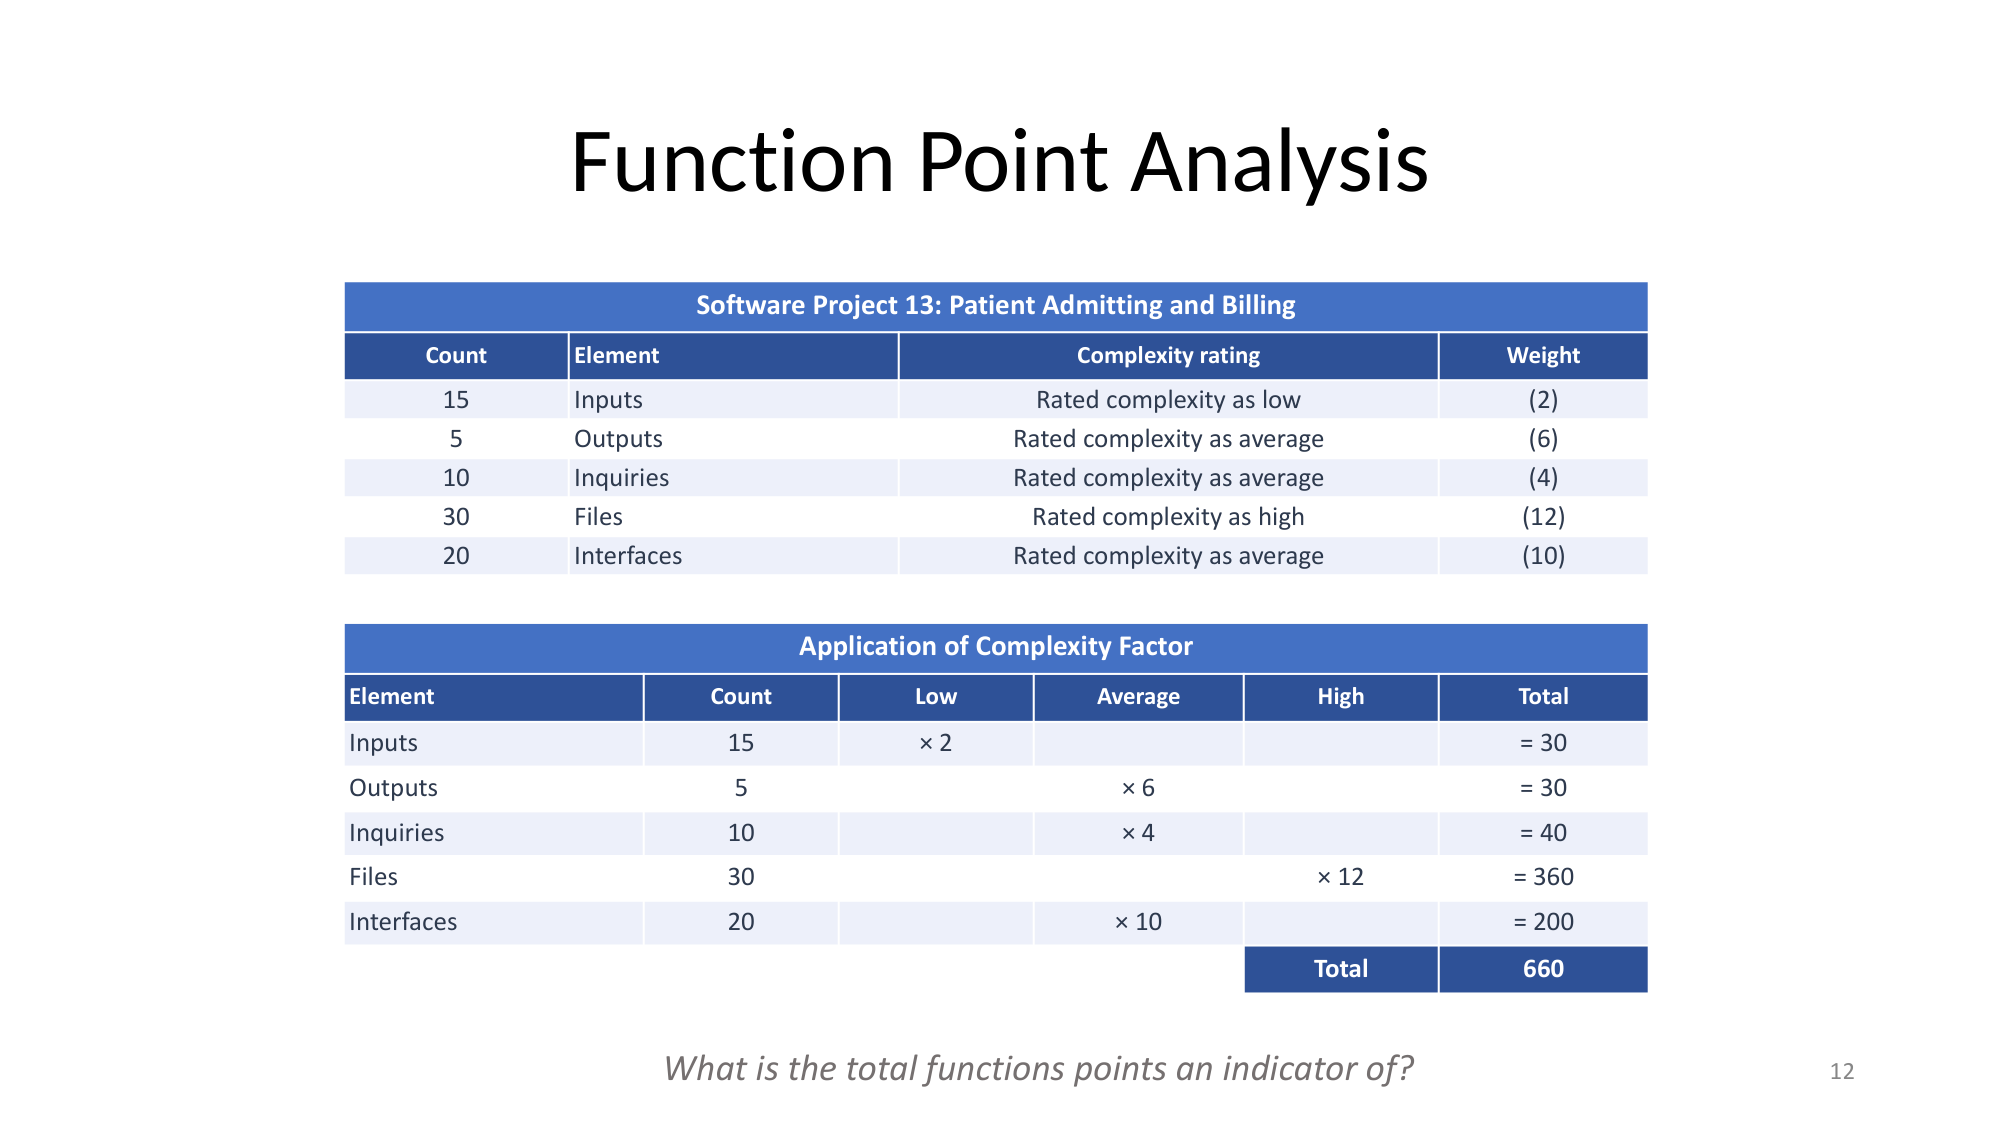 Function Point Analysis
Software Project 13: Patient Admitting and Billing
Count Element Complexity rating Weight
15 Inputs Rated complexity as low (2)
5 Outputs Rated complexity as average (6)
10 Inquiries Rated complexity as average (4)
30 Files Rated complexity as high (12)
20 Interfaces Rated complexity as average (10)
Application of Complexity Factor
Element Count Low Average High Total
Inputs 15 × 2 = 30
Outputs 5 × 6 = 30
Inquiries 10 × 4 = 40
Files 30 × 12 = 360
Interfaces 20 × 10 = 200
Total 660
What is the total functions points an indicator of?
12